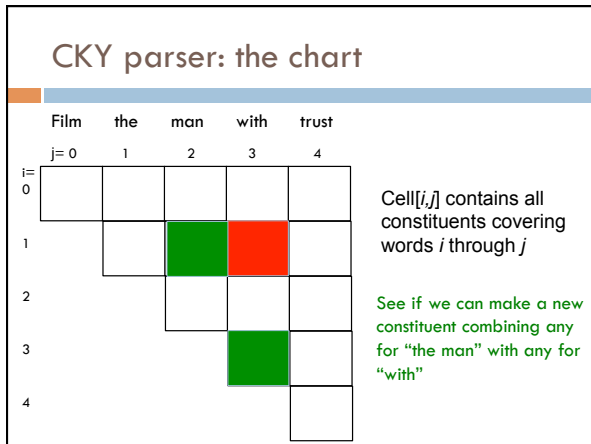 CKY parser: the chart
Film the man with trust
j= 0 1 2 3 4
i=
0
1
2
3
4
Cell[i,j] contains all
constituents covering
words i through j
See if we can make a new
constituent combining any
for “the man” with any for
“with”